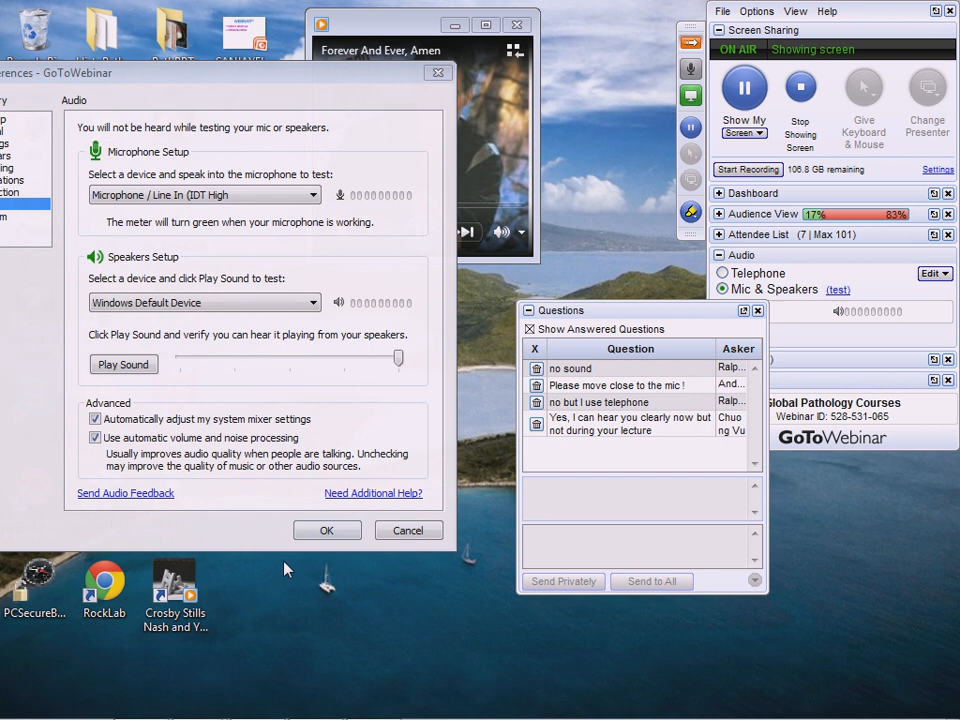 erences - GoToWebinar
ry
p
al
gs
ars
ing
ations
ction
m
Audio
You will not be heard while testing your mic or speakers.
Microphone Setup
Select a device and speak into the microphone to test:
Microphone / Line In (IDT High
The meter will turn green when your microphone is working.
Speakers Setup
Select a device and click Play Sound to test:
Windows Default Device
Click Play Sound and verify you can hear it playing from your speakers.
Play Sound
Advanced
Automatically adjust my system mixer settings
Use automatic volume and noise processing
Usually improves audio quality when people are talking. Unchecking
may improve the quality of music or other audio sources.
Send Audio Feedback
Need Additional Help?
OK
Cancel
Forever And Ever, Amen
PCSecureB...
RockLab
Crosby Stills
Nash and Y...
File Options View Help
Screen Sharing
ON AIR Showing screen
Show My
Screen
Stop
Showing
Screen
Give
Keyboard
& Mouse
Change
Presenter
Start Recording 106.8 GB remaining Settings
Dashboard
Audience View 17% 83%
Attendee List (7 | Max 101)
Audio
Telephone
Edit
Mic & Speakers (test)
)
Global Pathology Courses
Webinar ID: 528-531-065
GoToWebinar
Questions
Show Answered Questions
X Question Asker
no sound Ralp...
Please move close to the mic ! And...
no but I use telephone Ralp...
Yes, I can hear you clearly now but Chuo
not during your lecture ng Vu
Send Privately
Send to All